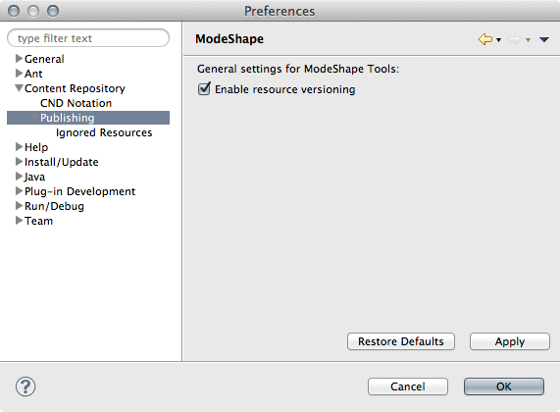 Preferences
type filter text
General
Ant
Content Repository
CND Notation
Publishing
Ignored Resources
Help
Install/Update
Java
Plug-in Development
Run/Debug
Team
ModeShape
General settings for ModeShape Tools:
Enable resource versioning
Restore Defaults
Apply
?
Cancel
OK